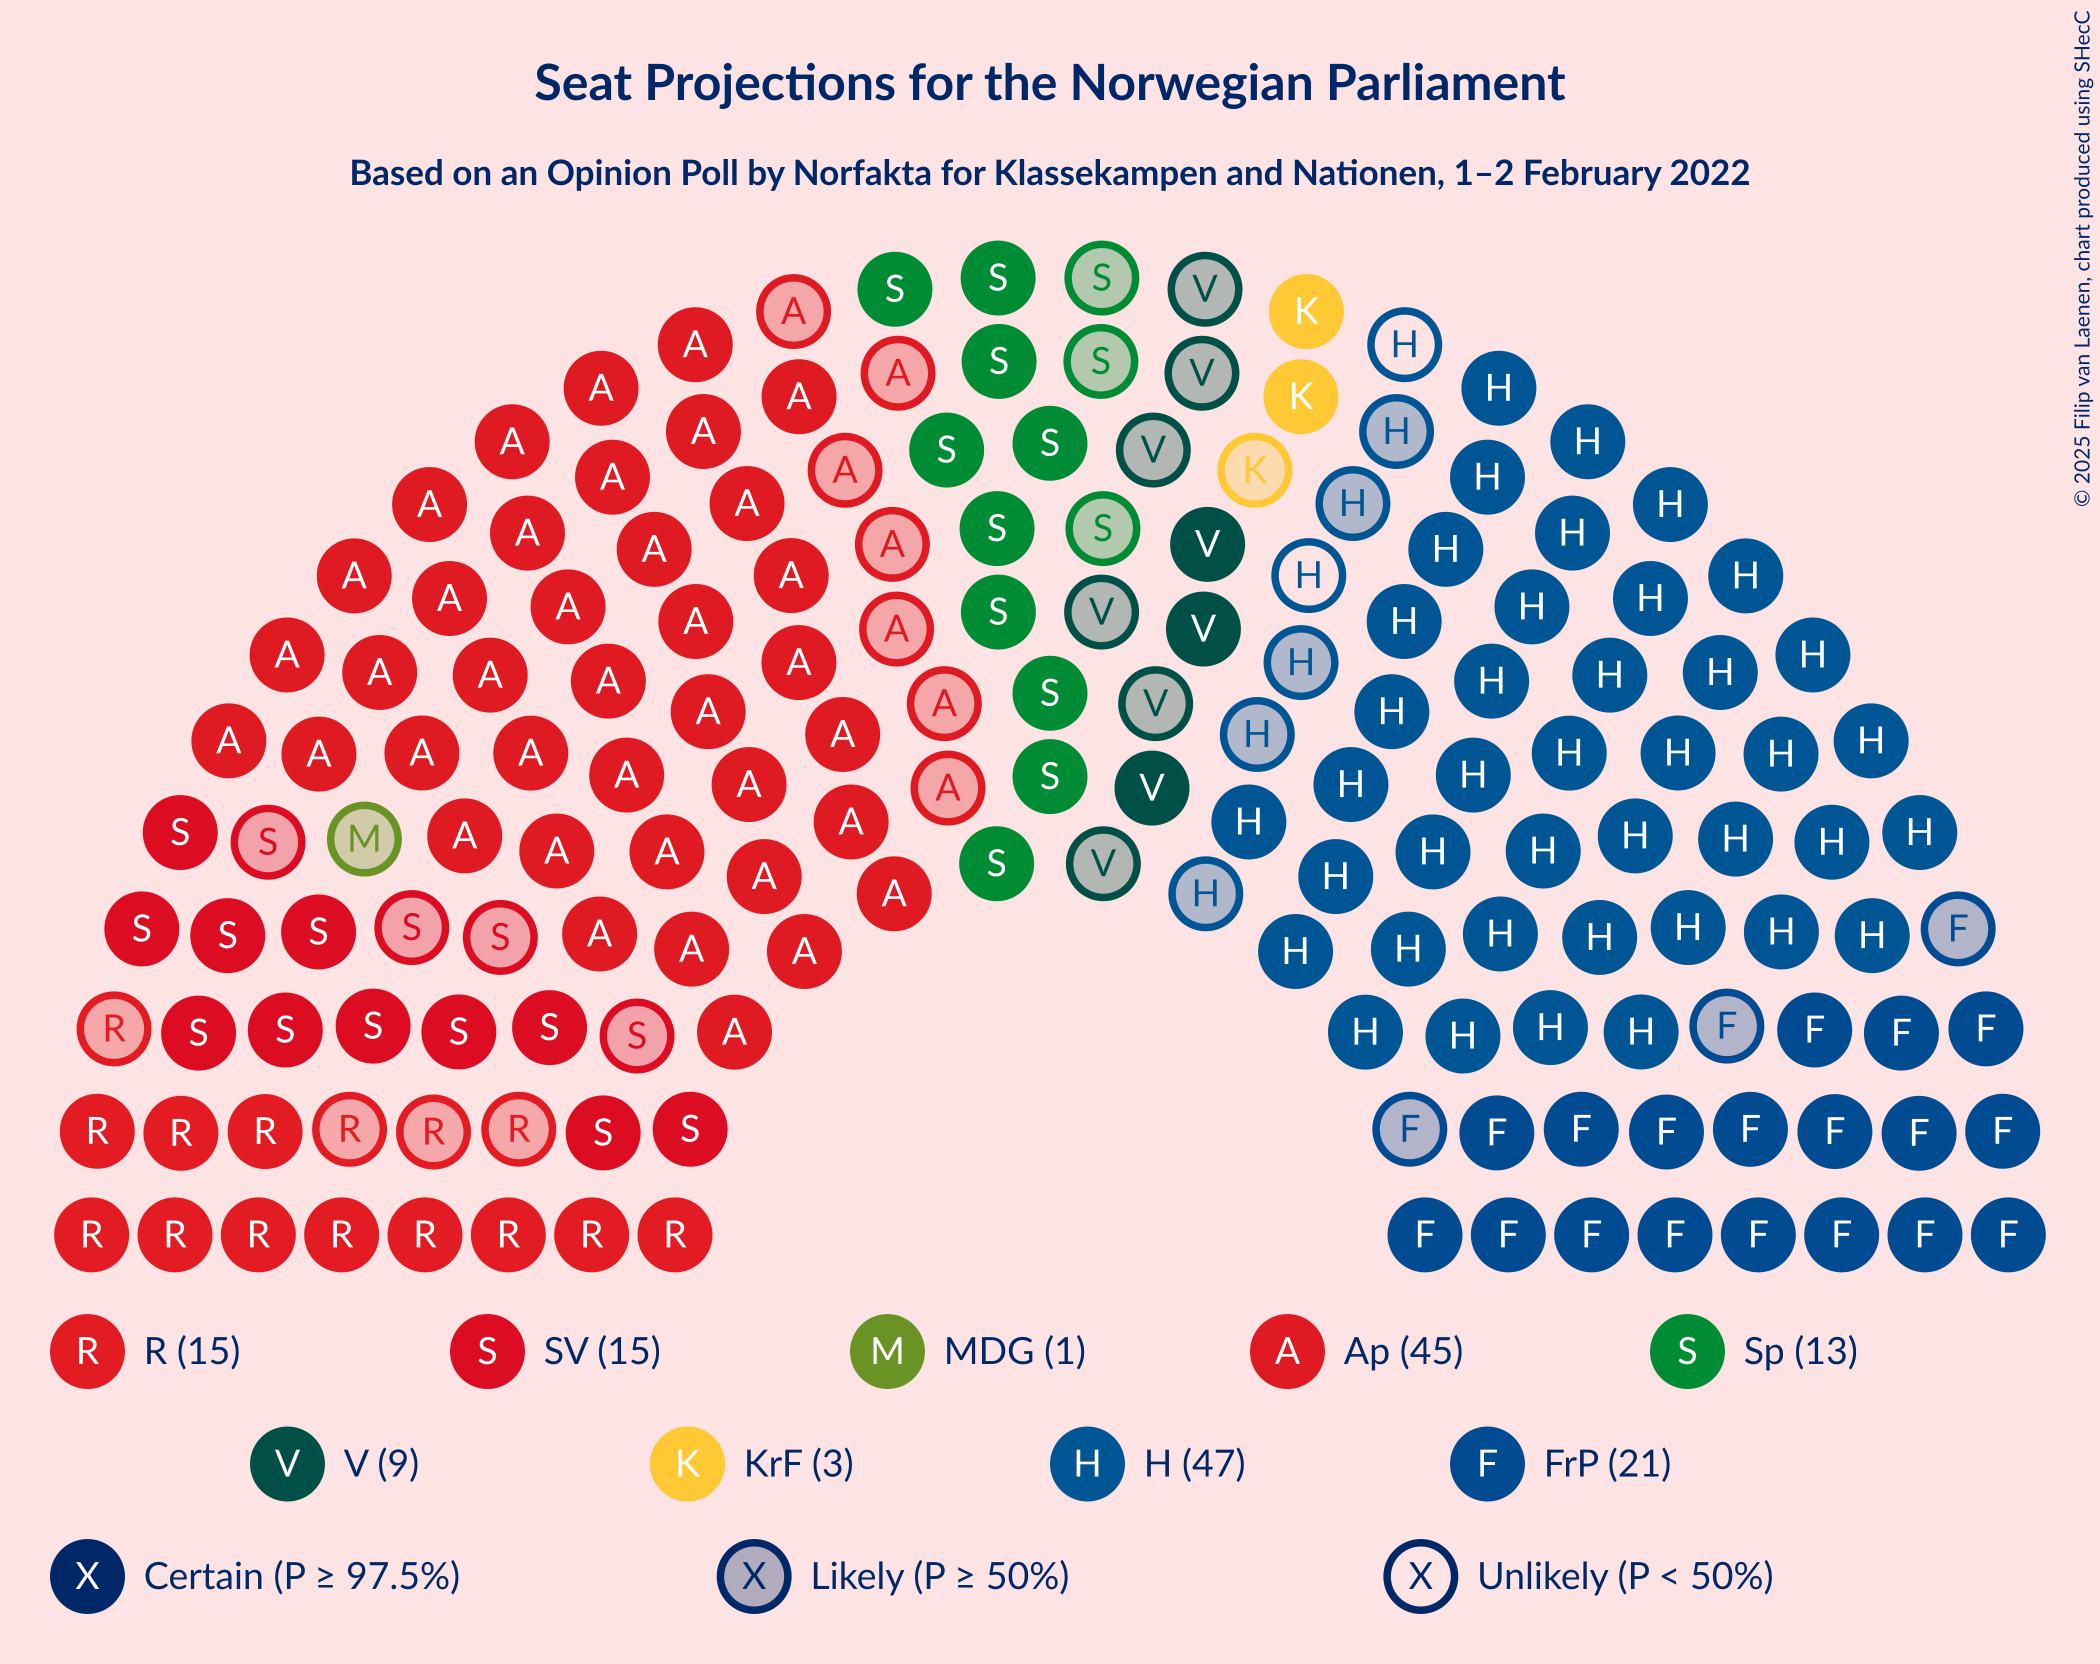 Seat Projections for the Norwegian Parliament
Based on an Opinion Poll by Norfakta for Klassekampen and Nationen, 1–2 February 2022
© 2025 Filip van Laenen, chart produced using SHecC
S S S V
A K
A H
A S S V H
A A K H
A A V K H H
A S S H
A A A H H
A A S S V H H H
A A A A H H H
A A A S V V H H H H
A A A A S V H H H H
A A A A A S V H H H H H
S S M A A A A A S V H H H H H H H H
S S S S S A A A H H H H H H H F
R S S S S S S A H H H H F F F F
R R R R R R S S F F F F F F F F
R R R R R R R R F F F F F F F F
R R (15) S SV (15) M MDG (1) A Ap (45) S Sp (13)
V V (9) K KrF (3) H H (47) F FrP (21)
X Certain (P ≥ 97.5%) X Likely (P ≥ 50%) X Unlikely (P < 50%)